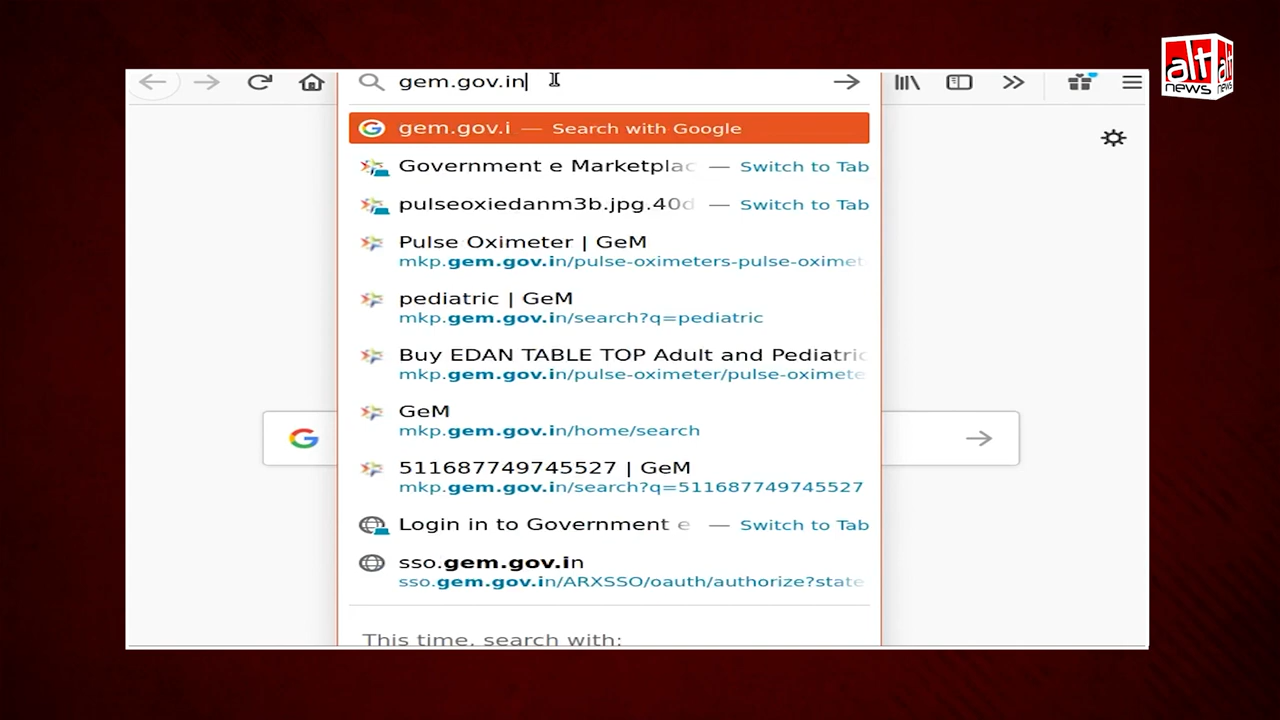 alt
alt
news
news
gem.gov.in
gem.gov.i — Search with Google
Government e Marketplac — Switch to Tab
pulseoxiedanm3b.jpg.40d — Switch to Tab
Pulse Oximeter | GeM
mkp.gem.gov.in/pulse-oximeters-pulse-oximet
pediatric | GeM
mkp.gem.gov.in/search?q=pediatric
Buy EDAN TABLE TOP Adult and Pediatric
mkp.gem.gov.in/pulse-oximeter/pulse-oximete
GeM
mkp.gem.gov.in/home/search
511687749745527 | GeM
mkp.gem.gov.in/search?q=511687749745527
Login in to Government e — Switch to Tab
sso.gem.gov.in
sso.gem.gov.in/ARXSSO/oauth/authorize?state
This time, search with: